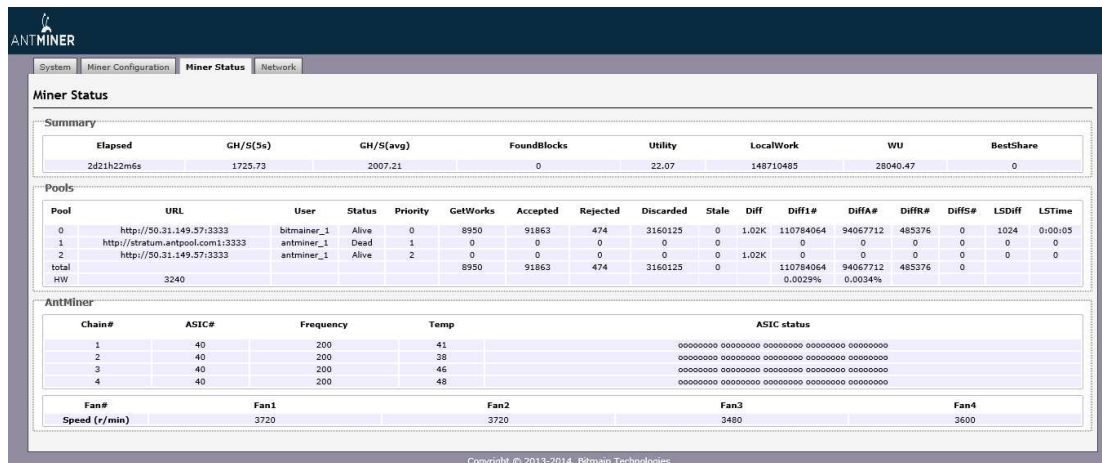 ANTMINER
System Miner Configuration Miner Status Network
Miner Status
Summary
Elapsed GH/S(5s) GH/S(avg) FoundBlocks Utility LocalWork WU BestShare
2d21h22m6s 1725.73 2007.21 0 22.07 148710485 28040.47 0
Pools
Pool URL User Status Priority GetWorks Accepted Rejected Discarded Stale Diff Diff1# DiffA# DiffR# DiffS# LSDiff LSTime
0 http://50.31.149.57:3333 bitmainer_1 Alive 0 8950 91863 474 3160125 0 1.02K 110784064 94067712 485376 0 1024 0:00:05
1 http://stratum.antpool.com1:3333 antminer_1 Dead 1 0 0 0 0 0 0 0 0 0 0 0
2 http://50.31.149.57:3333 antminer_1 Alive 2 0 0 0 0 0 1.02K 0 0 0 0 0 0
total 8950 91863 474 3160125 0 110784064 94067712 485376 0
HW 3240 0.0029% 0.0034%
AntMiner
Chain# ASIC# Frequency Temp ASIC status
1 40 200 41 oooooooo oooooooo oooooooo oooooooo oooooooo
2 40 200 38 oooooooo oooooooo oooooooo oooooooo oooooooo
3 40 200 46 oooooooo oooooooo oooooooo oooooooo oooooooo
4 40 200 48 oooooooo oooooooo oooooooo oooooooo oooooooo
Fan# Fan1 Fan2 Fan3 Fan4
Speed (r/min) 3720 3720 3480 3600
Copyright © 2013-2014, Bitmain Technologies